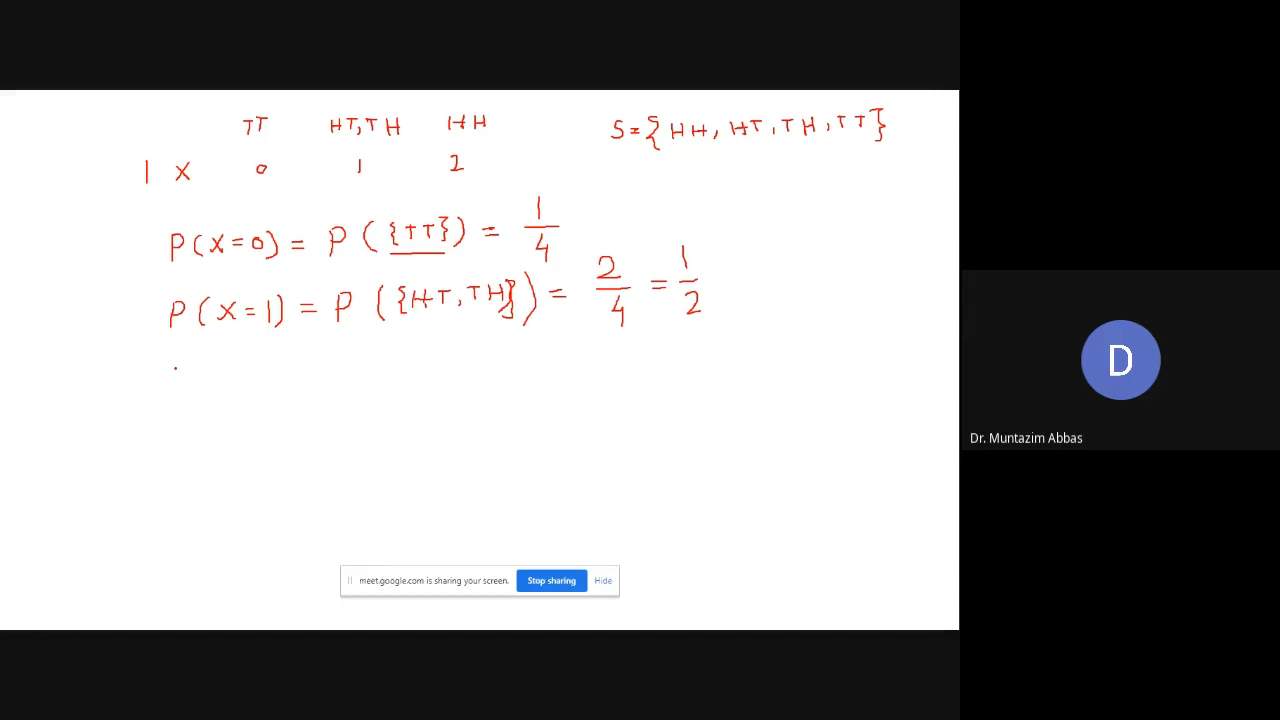 TT HT, TH HH
S = {HH, HT, TH, TT}
| X 0 1 2
P(X=0) = P({TT}) = 1/4
P(X=1) = P({HT, TH}) = 2/4 = 1/2
D
Dr. Muntazim Abbas
meet.google.com is sharing your screen. Stop sharing Hide